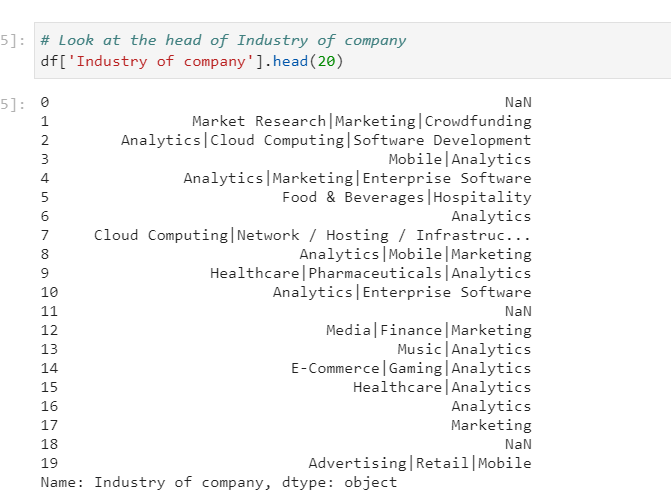 5]: # Look at the head of Industry of company
df['Industry of company'].head(20)
5]: 0 NaN
1 Market Research|Marketing|Crowdfunding
2 Analytics|Cloud Computing|Software Development
3 Mobile|Analytics
4 Analytics|Marketing|Enterprise Software
5 Food & Beverages|Hospitality
6 Analytics
7 Cloud Computing|Network / Hosting / Infrastruc...
8 Analytics|Mobile|Marketing
9 Healthcare|Pharmaceuticals|Analytics
10 Analytics|Enterprise Software
11 NaN
12 Media|Finance|Marketing
13 Music|Analytics
14 E-Commerce|Gaming|Analytics
15 Healthcare|Analytics
16 Analytics
17 Marketing
18 NaN
19 Advertising|Retail|Mobile
Name: Industry of company, dtype: object